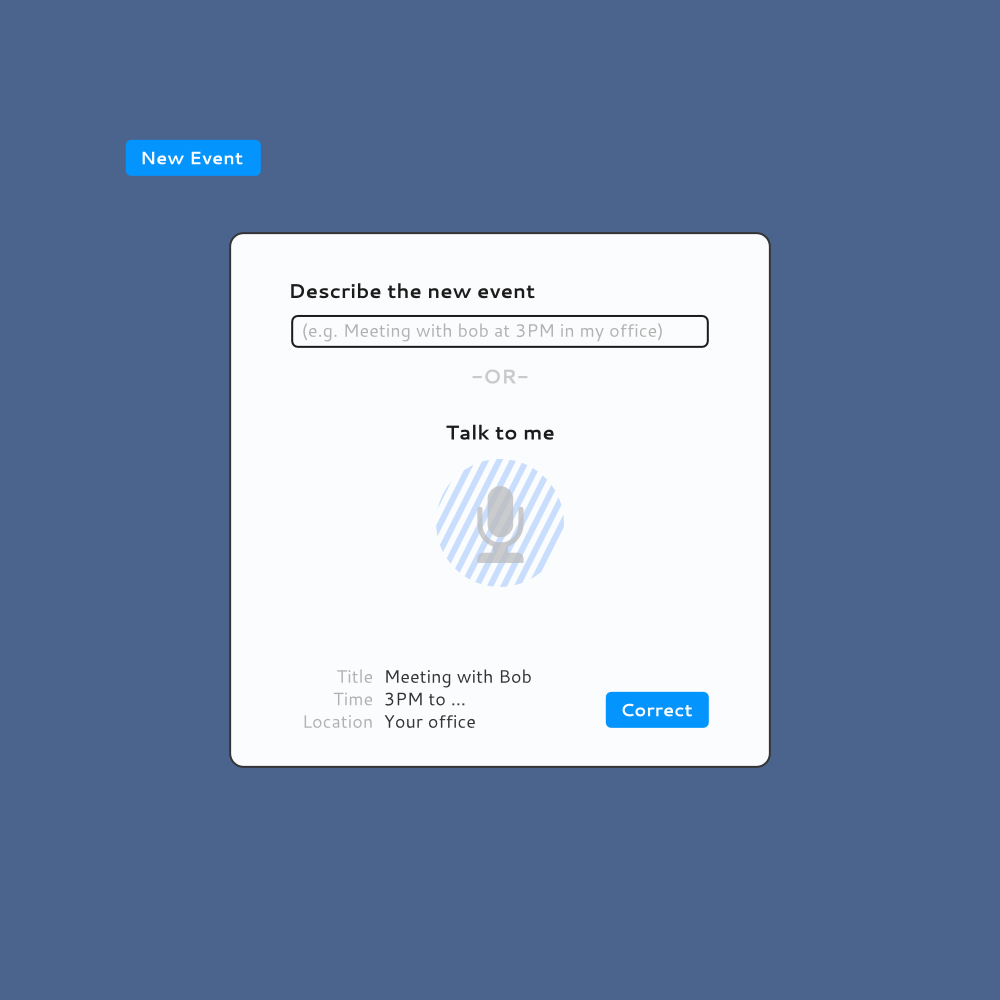 New Event
Describe the new event
(e.g. Meeting with bob at 3PM in my office)
-OR-
Talk to me
Title Meeting with Bob
Time 3PM to ...
Location Your office
Correct